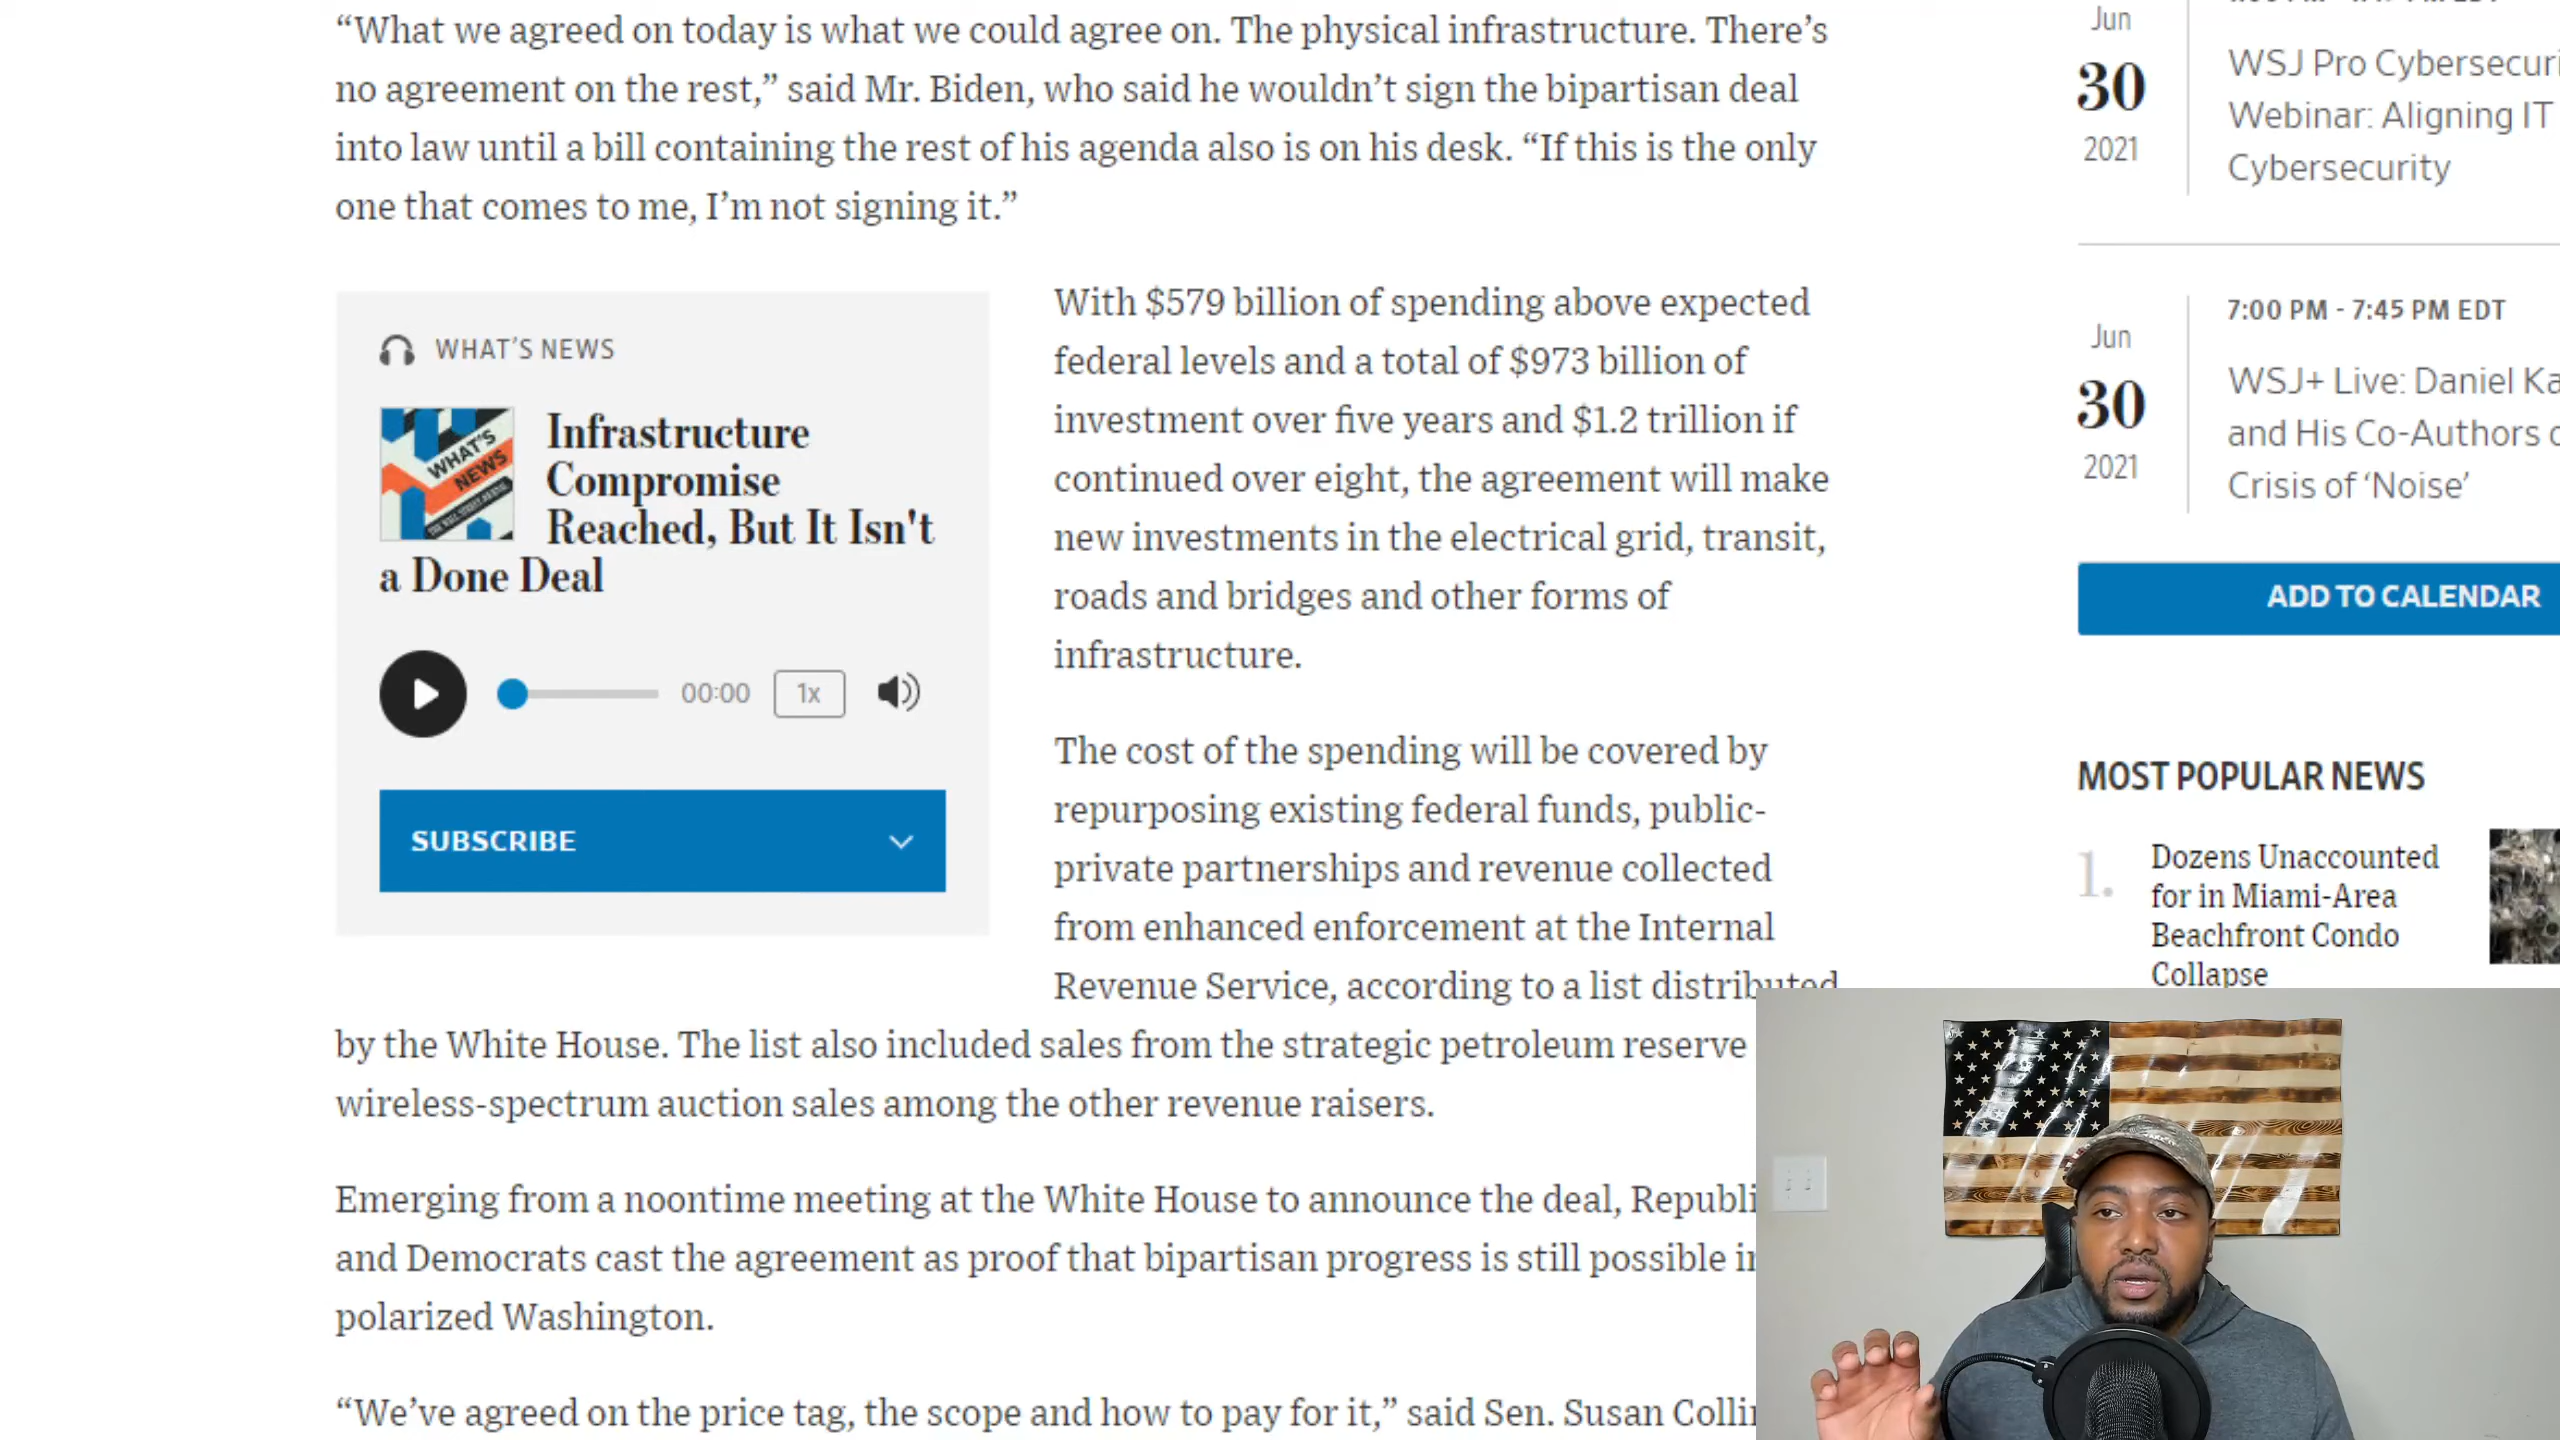 “What we agreed on today is what we could agree on. The physical infrastructure. There’s
no agreement on the rest,” said Mr. Biden, who said he wouldn’t sign the bipartisan deal
into law until a bill containing the rest of his agenda also is on his desk. “If this is the only
one that comes to me, I’m not signing it.”
WHAT’S NEWS
WHAT'S
NEWS
Infrastructure
Compromise
Reached, But It Isn't
a Done Deal
00:00 1x
SUBSCRIBE
With $579 billion of spending above expected
federal levels and a total of $973 billion of
investment over five years and $1.2 trillion if
continued over eight, the agreement will make
new investments in the electrical grid, transit,
roads and bridges and other forms of
infrastructure.
The cost of the spending will be covered by
repurposing existing federal funds, public-
private partnerships and revenue collected
from enhanced enforcement at the Internal
Revenue Service, according to a list distributed
by the White House. The list also included sales from the strategic petroleum reserve
wireless-spectrum auction sales among the other revenue raisers.
Emerging from a noontime meeting at the White House to announce the deal, Republi
and Democrats cast the agreement as proof that bipartisan progress is still possible in
polarized Washington.
“We’ve agreed on the price tag, the scope and how to pay for it,” said Sen. Susan Collin
Jun
30
2021
WSJ Pro Cybersecuri
Webinar: Aligning IT
Cybersecurity
Jun
30
2021
7:00 PM - 7:45 PM EDT
WSJ+ Live: Daniel Ka
and His Co-Authors o
Crisis of ‘Noise’
ADD TO CALENDAR
MOST POPULAR NEWS
1.
Dozens Unaccounted
for in Miami-Area
Beachfront Condo
Collapse